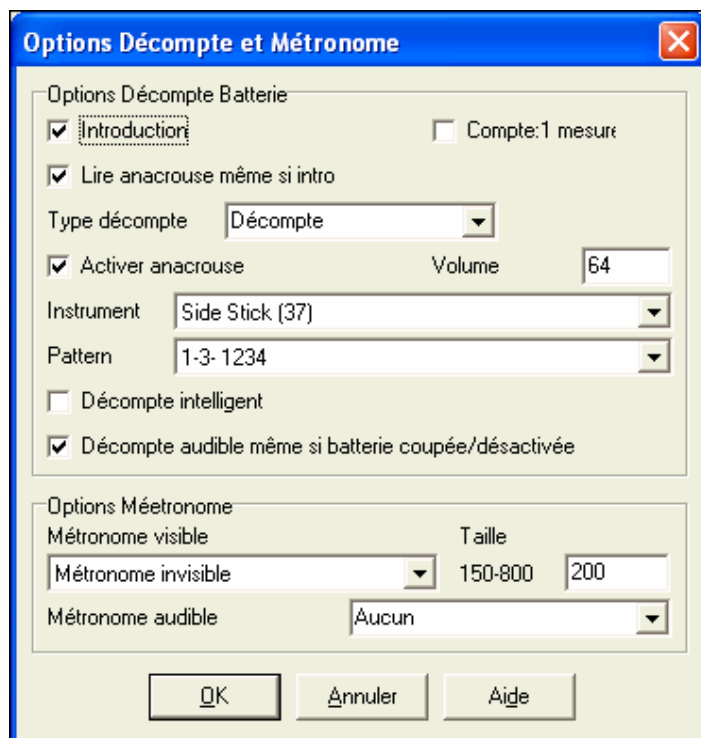 Options Décompte et Métronome
Options Décompte Batterie
Introduction Compte:1 mesure
Lire anacrouse même si intro
Type décompte Décompte
Activer anacrouse Volume 64
Instrument Side Stick (37)
Pattern 1-3- 1234
Décompte intelligent
Décompte audible même si batterie coupée/désactivée
Options Méetronome
Métronome visible Taille
Métronome invisible 150-800 200
Métronome audible Aucun
OK Annuler Aide